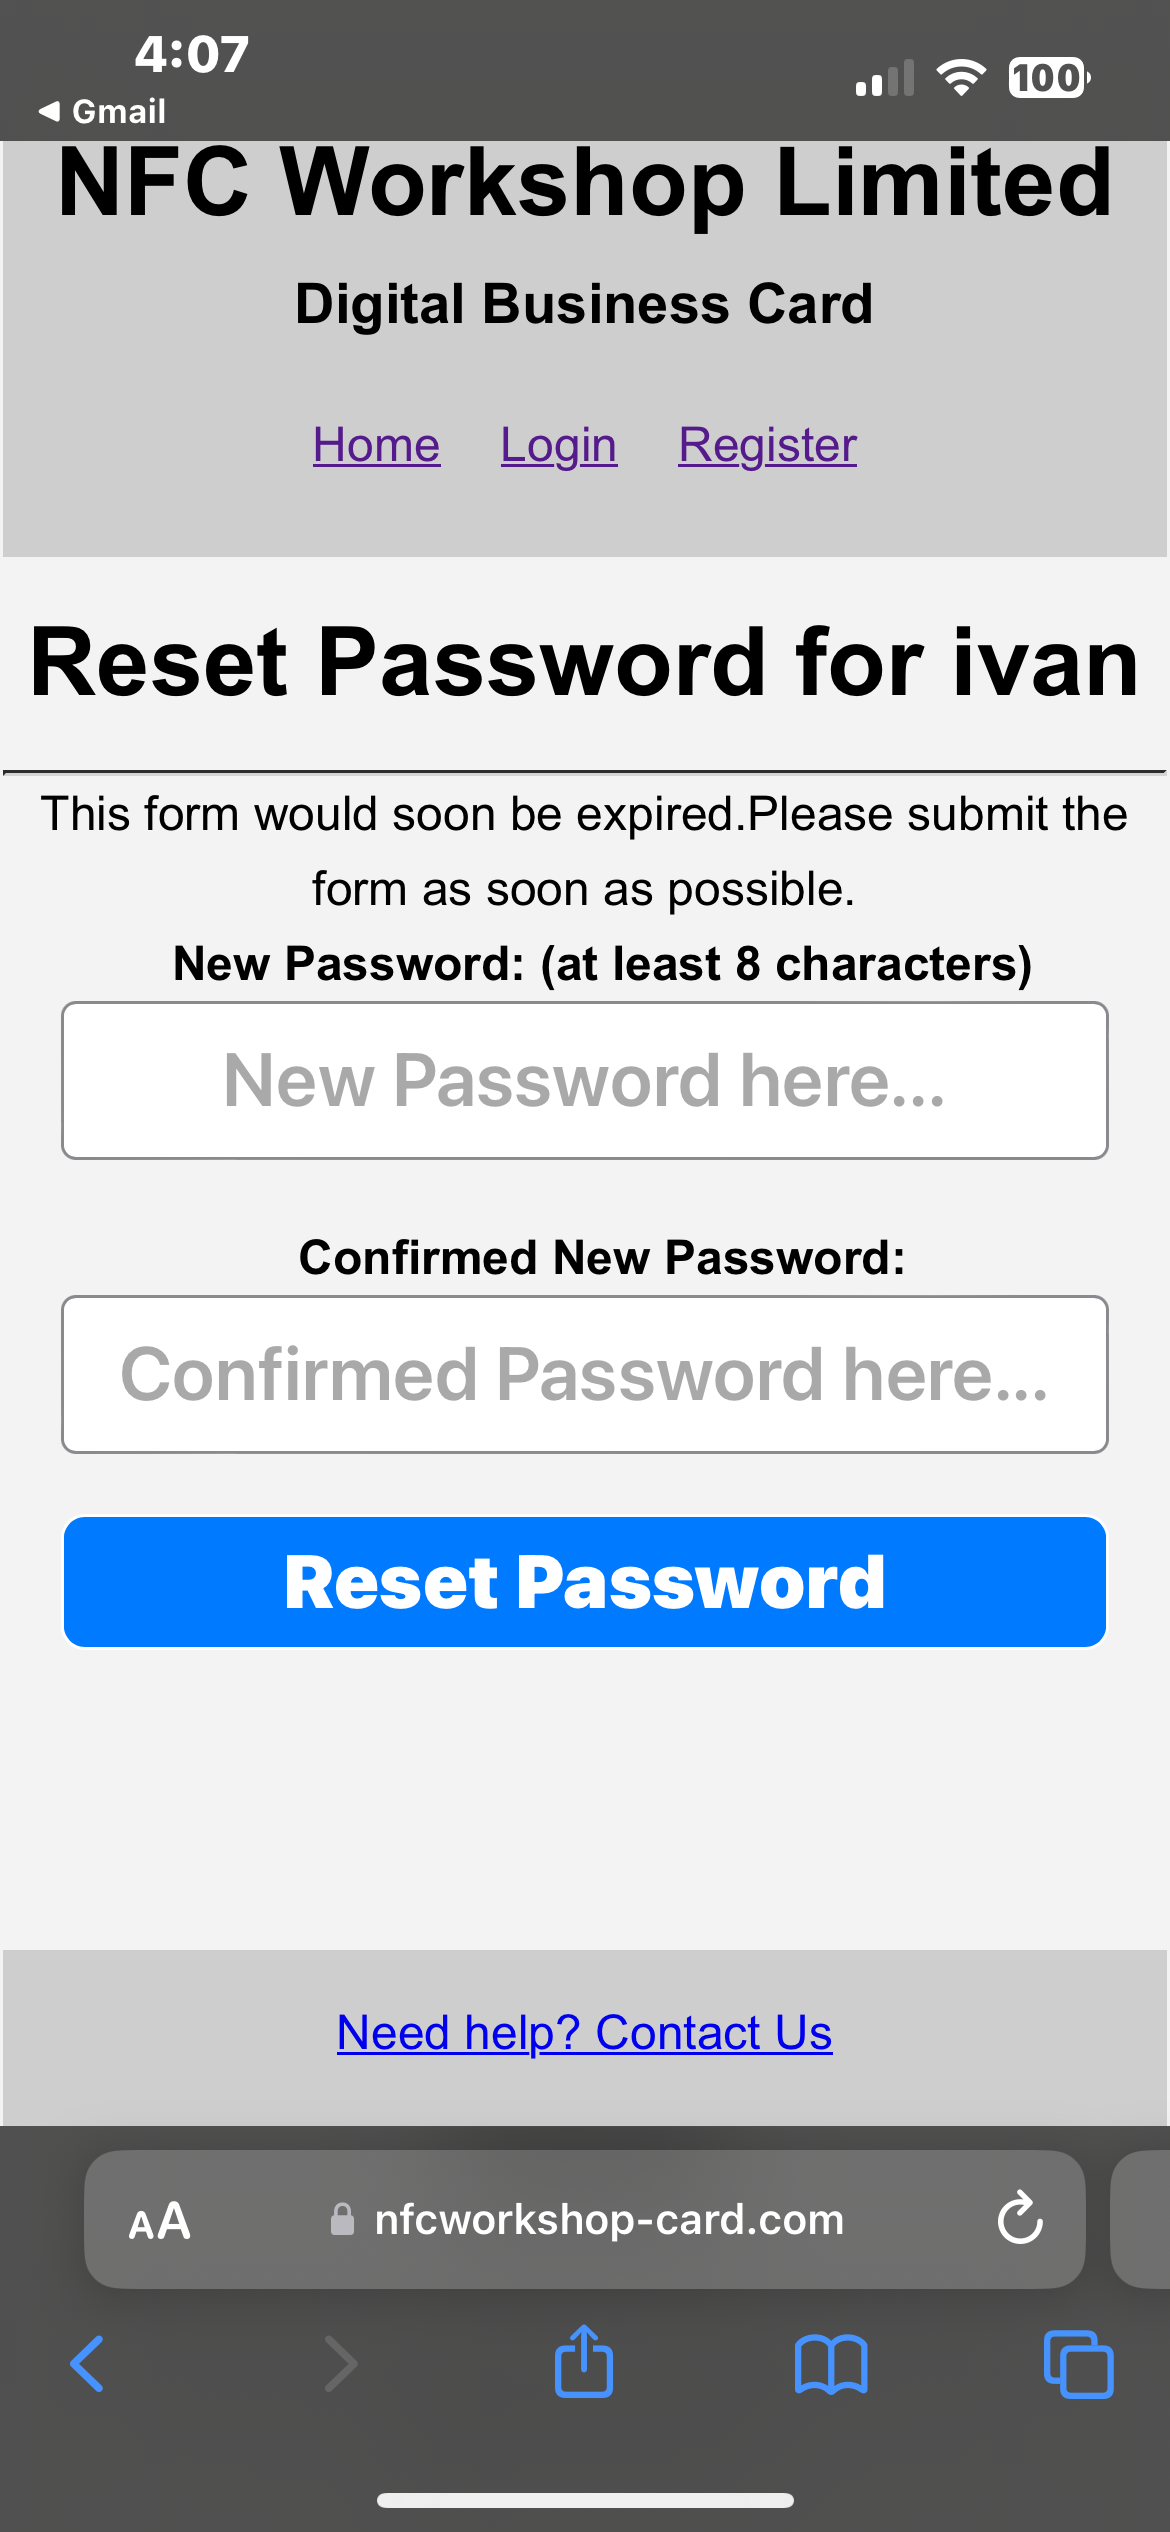 4:07
100
Gmail
NFC Workshop Limited
Digital Business Card
Home Login Register
Reset Password for ivan
This form would soon be expired.Please submit the
form as soon as possible.
New Password: (at least 8 characters)
New Password here...
Confirmed New Password:
Confirmed Password here...
Reset Password
Need help? Contact Us
AA nfcworkshop-card.com